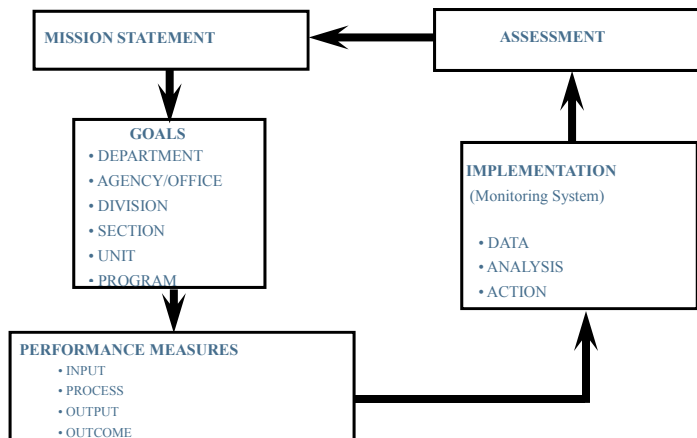 MISSION STATEMENT
ASSESSMENT
GOALS
• DEPARTMENT
• AGENCY/OFFICE
• DIVISION
• SECTION
• UNIT
• PROGRAM
IMPLEMENTATION
(Monitoring System)
• DATA
• ANALYSIS
• ACTION
PERFORMANCE MEASURES
• INPUT
• PROCESS
• OUTPUT
• OUTCOME